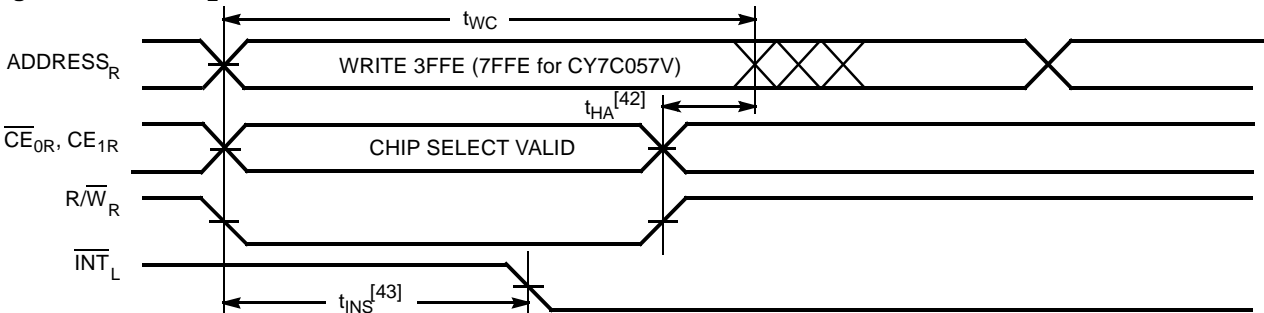 tWC
ADDRESSR
WRITE 3FFE (7FFE for CY7C057V)
tHA[42]
CE0R, CE1R
CHIP SELECT VALID
R/WR
INTL
tINS[43]